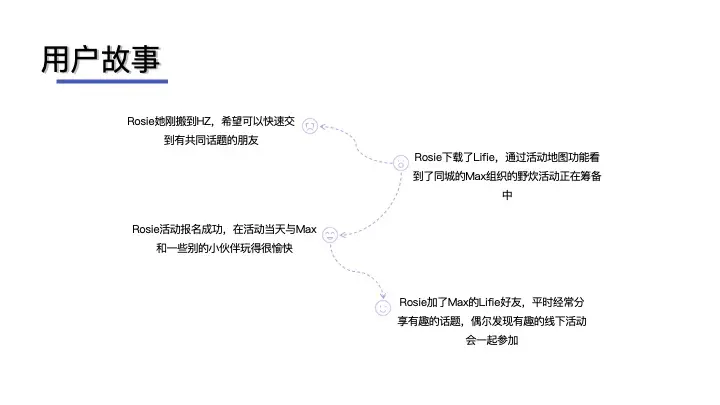 用户故事
Rosie她刚搬到HZ，希望可以快速交
到有共同话题的朋友
Rosie下载了Lifie，通过活动地图功能看
到了同城的Max组织的野炊活动正在筹备
中
Rosie活动报名成功，在活动当天与Max
和一些别的小伙伴玩得很愉快
Rosie加了Max的Lifie好友，平时经常分
享有趣的话题，偶尔发现有趣的线下活动
会一起参加